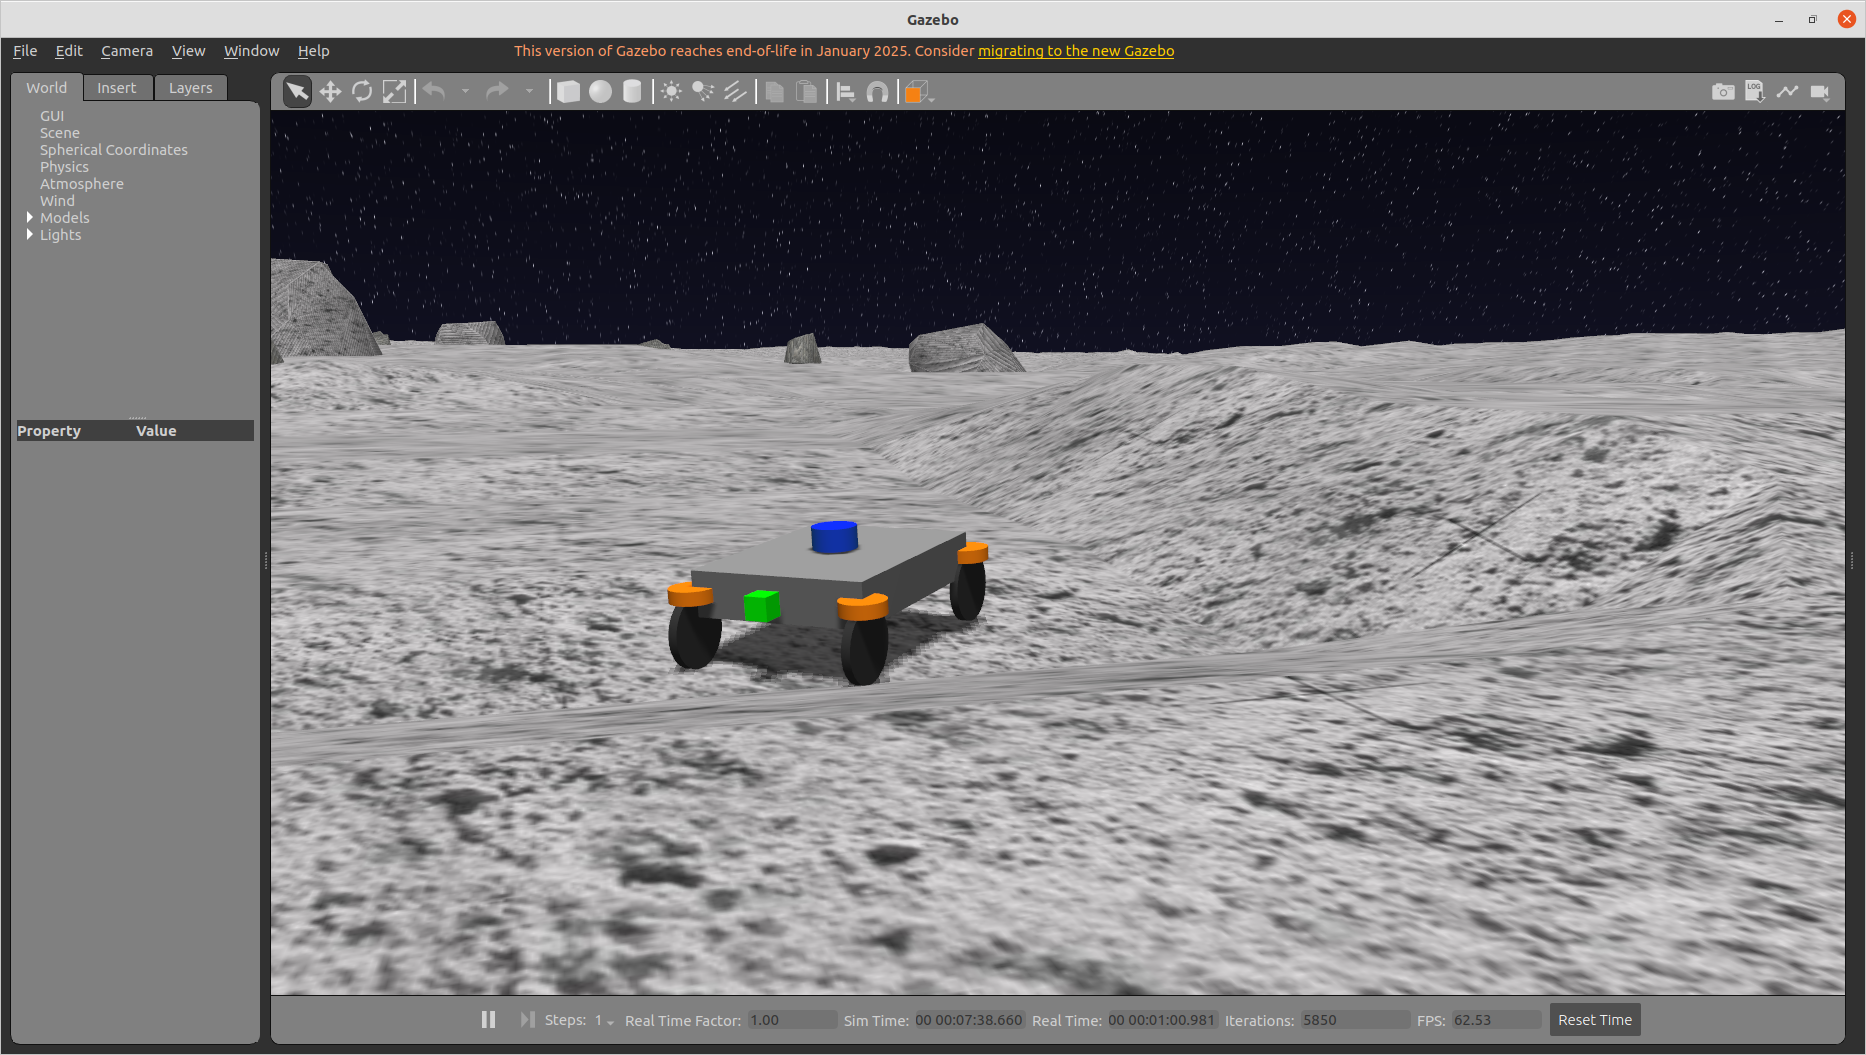 Gazebo
File Edit Camera View Window Help
This version of Gazebo reaches end-of-life in January 2025. Consider migrating to the new Gazebo
World Insert Layers
GUI
Scene
Spherical Coordinates
Physics
Atmosphere
Wind
Models
Lights
Property Value
LOG
Steps: 1 Real Time Factor: 1.00 Sim Time: 00 00:07:38.660 Real Time: 00 00:01:00.981 Iterations: 5850 FPS: 62.53 Reset Time